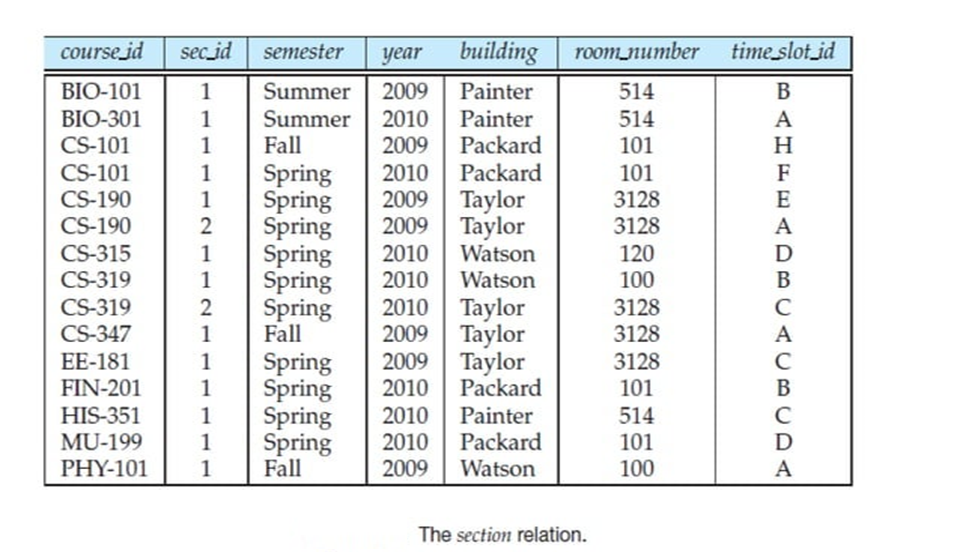 course_id sec_id semester year building room_number time_slot_id
BIO-101 1 Summer 2009 Painter 514 B
BIO-301 1 Summer 2010 Painter 514 A
CS-101 1 Fall 2009 Packard 101 H
CS-101 1 Spring 2010 Packard 101 F
CS-190 1 Spring 2009 Taylor 3128 E
CS-190 2 Spring 2009 Taylor 3128 A
CS-315 1 Spring 2010 Watson 120 D
CS-319 1 Spring 2010 Watson 100 B
CS-319 2 Spring 2010 Taylor 3128 C
CS-347 1 Fall 2009 Taylor 3128 A
EE-181 1 Spring 2009 Taylor 3128 C
FIN-201 1 Spring 2010 Packard 101 B
HIS-351 1 Spring 2010 Painter 514 C
MU-199 1 Spring 2010 Packard 101 D
PHY-101 1 Fall 2009 Watson 100 A
The section relation.